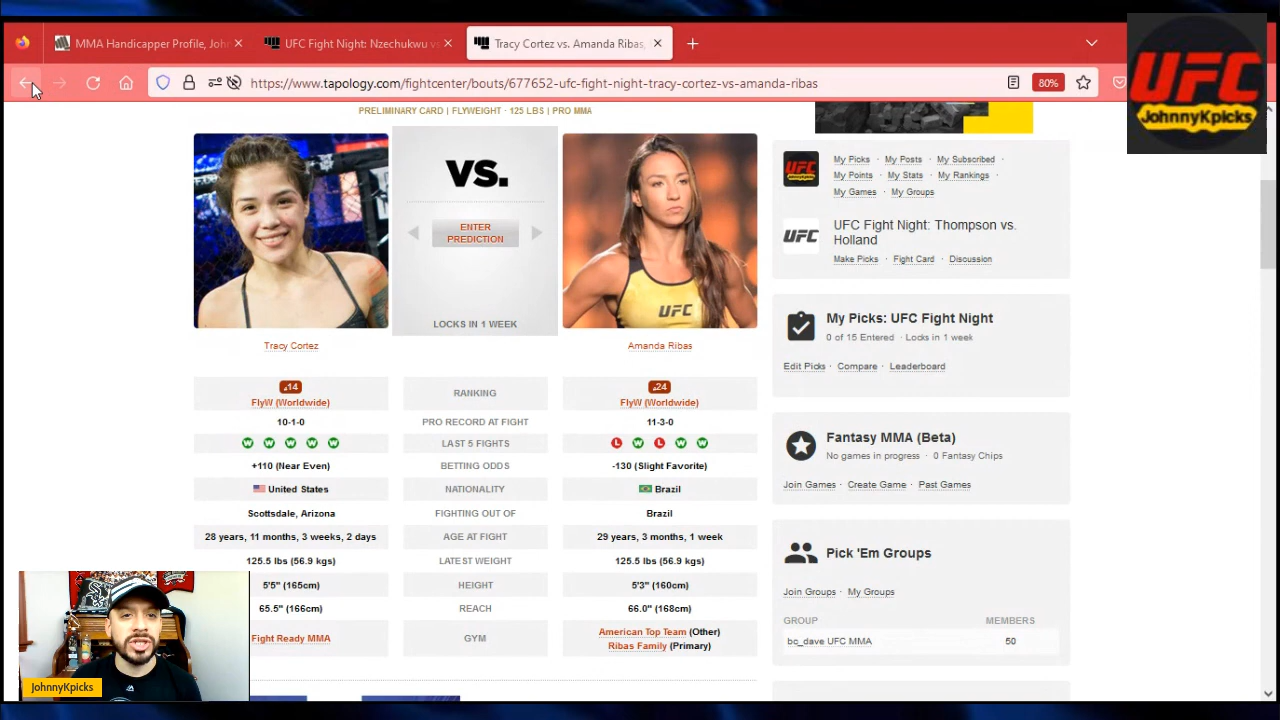 MMA Handicapper Profile, Joh
UFC Fight Night: Nzechukwu vs
Tracy Cortez vs. Amanda Ribas,
https://www.tapology.com/fightcenter/bouts/677652-ufc-fight-night-tracy-cortez-vs-amanda-ribas
80%
UFC
JohnnyKpicks
PRELIMINARY CARD | FLYWEIGHT · 125 LBS | PRO MMA
VS.
ENTER
PREDICTION
LOCKS IN 1 WEEK
UFC
Tracy Cortez
Amanda Ribas
14
RANKING
24
FlyW (Worldwide)
FlyW (Worldwide)
10-1-0
PRO RECORD AT FIGHT
11-3-0
W W W W W
LAST 5 FIGHTS
L W L W W
+110 (Near Even)
BETTING ODDS
-130 (Slight Favorite)
United States
NATIONALITY
Brazil
Scottsdale, Arizona
FIGHTING OUT OF
Brazil
28 years, 11 months, 3 weeks, 2 days
AGE AT FIGHT
29 years, 3 months, 1 week
125.5 lbs (56.9 kgs)
LATEST WEIGHT
125.5 lbs (56.9 kgs)
5'5" (165cm)
HEIGHT
5'3" (160cm)
65.5" (166cm)
REACH
66.0" (168cm)
Fight Ready MMA
GYM
American Top Team (Other)
Ribas Family (Primary)
My Picks · My Posts · My Subscribed ·
My Points · My Stats · My Rankings ·
My Games · My Groups
UFC
UFC Fight Night: Thompson vs.
Holland
Make Picks · Fight Card · Discussion
My Picks: UFC Fight Night
0 of 15 Entered · Locks in 1 week
Edit Picks · Compare · Leaderboard
Fantasy MMA (Beta)
No games in progress · 0 Fantasy Chips
Join Games · Create Game · Past Games
Pick 'Em Groups
Join Groups · My Groups
GROUP MEMBERS
bc_dave UFC MMA 50
JohnnyKpicks